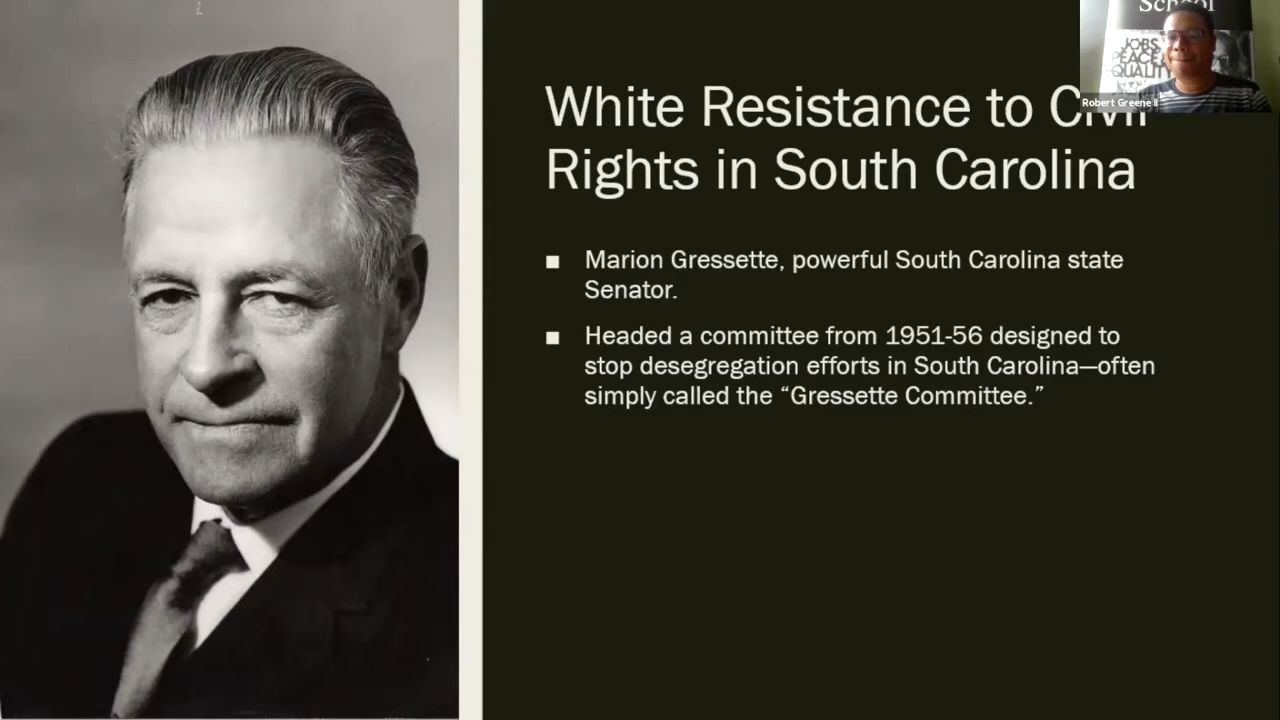 School
JOBS
PEACE
EQUALITY
Robert Greene II
White Resistance to Civil
Rights in South Carolina
■ Marion Gressette, powerful South Carolina state
Senator.
■ Headed a committee from 1951-56 designed to
stop desegregation efforts in South Carolina—often
simply called the “Gressette Committee.”